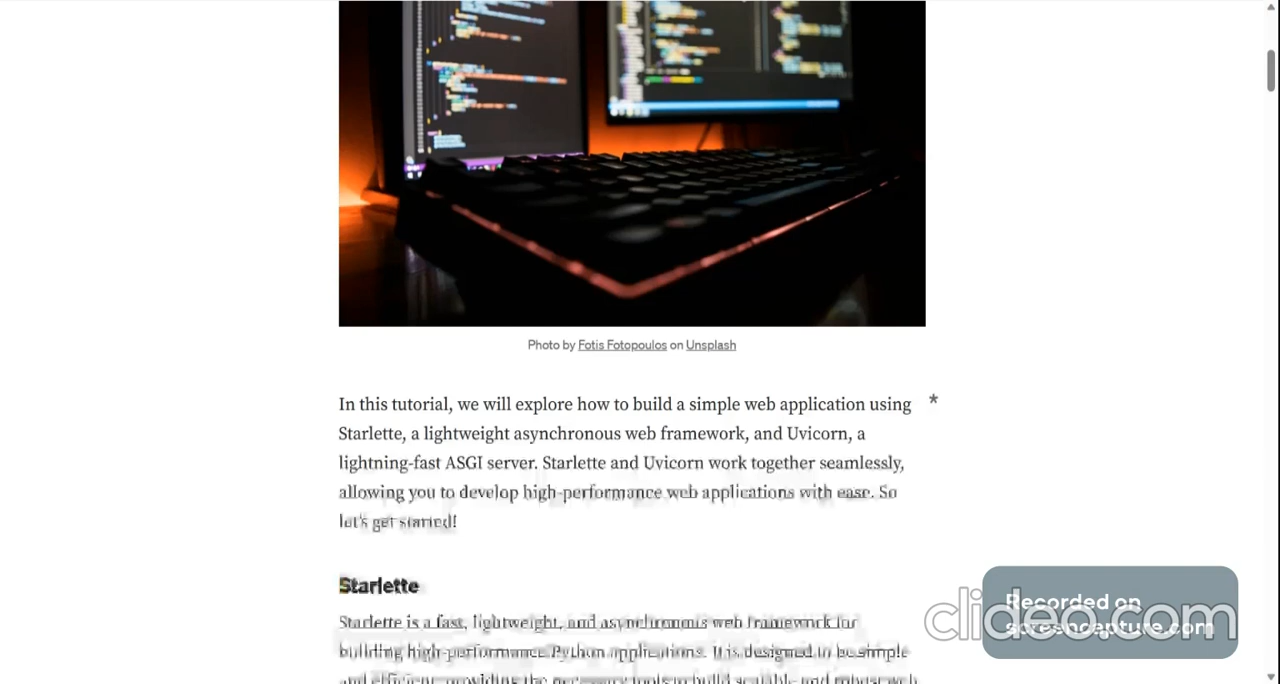 Photo by Fotis Fotopoulos on Unsplash
In this tutorial, we will explore how to build a simple web application using *
Starlette, a lightweight asynchronous web framework, and Uvicorn, a
lightning-fast ASGI server. Starlette and Uvicorn work together seamlessly,
allowing you to develop high-performance web applications with ease. So
let's get started!
Starlette
Starlette is a fast, lightweight, and asynchronous web framework for
building high-performance Python applications. It is designed to be simple
and efficient, providing the necessary tools to build scalable and robust web
Recorded on
screencapture.com
clideo.com